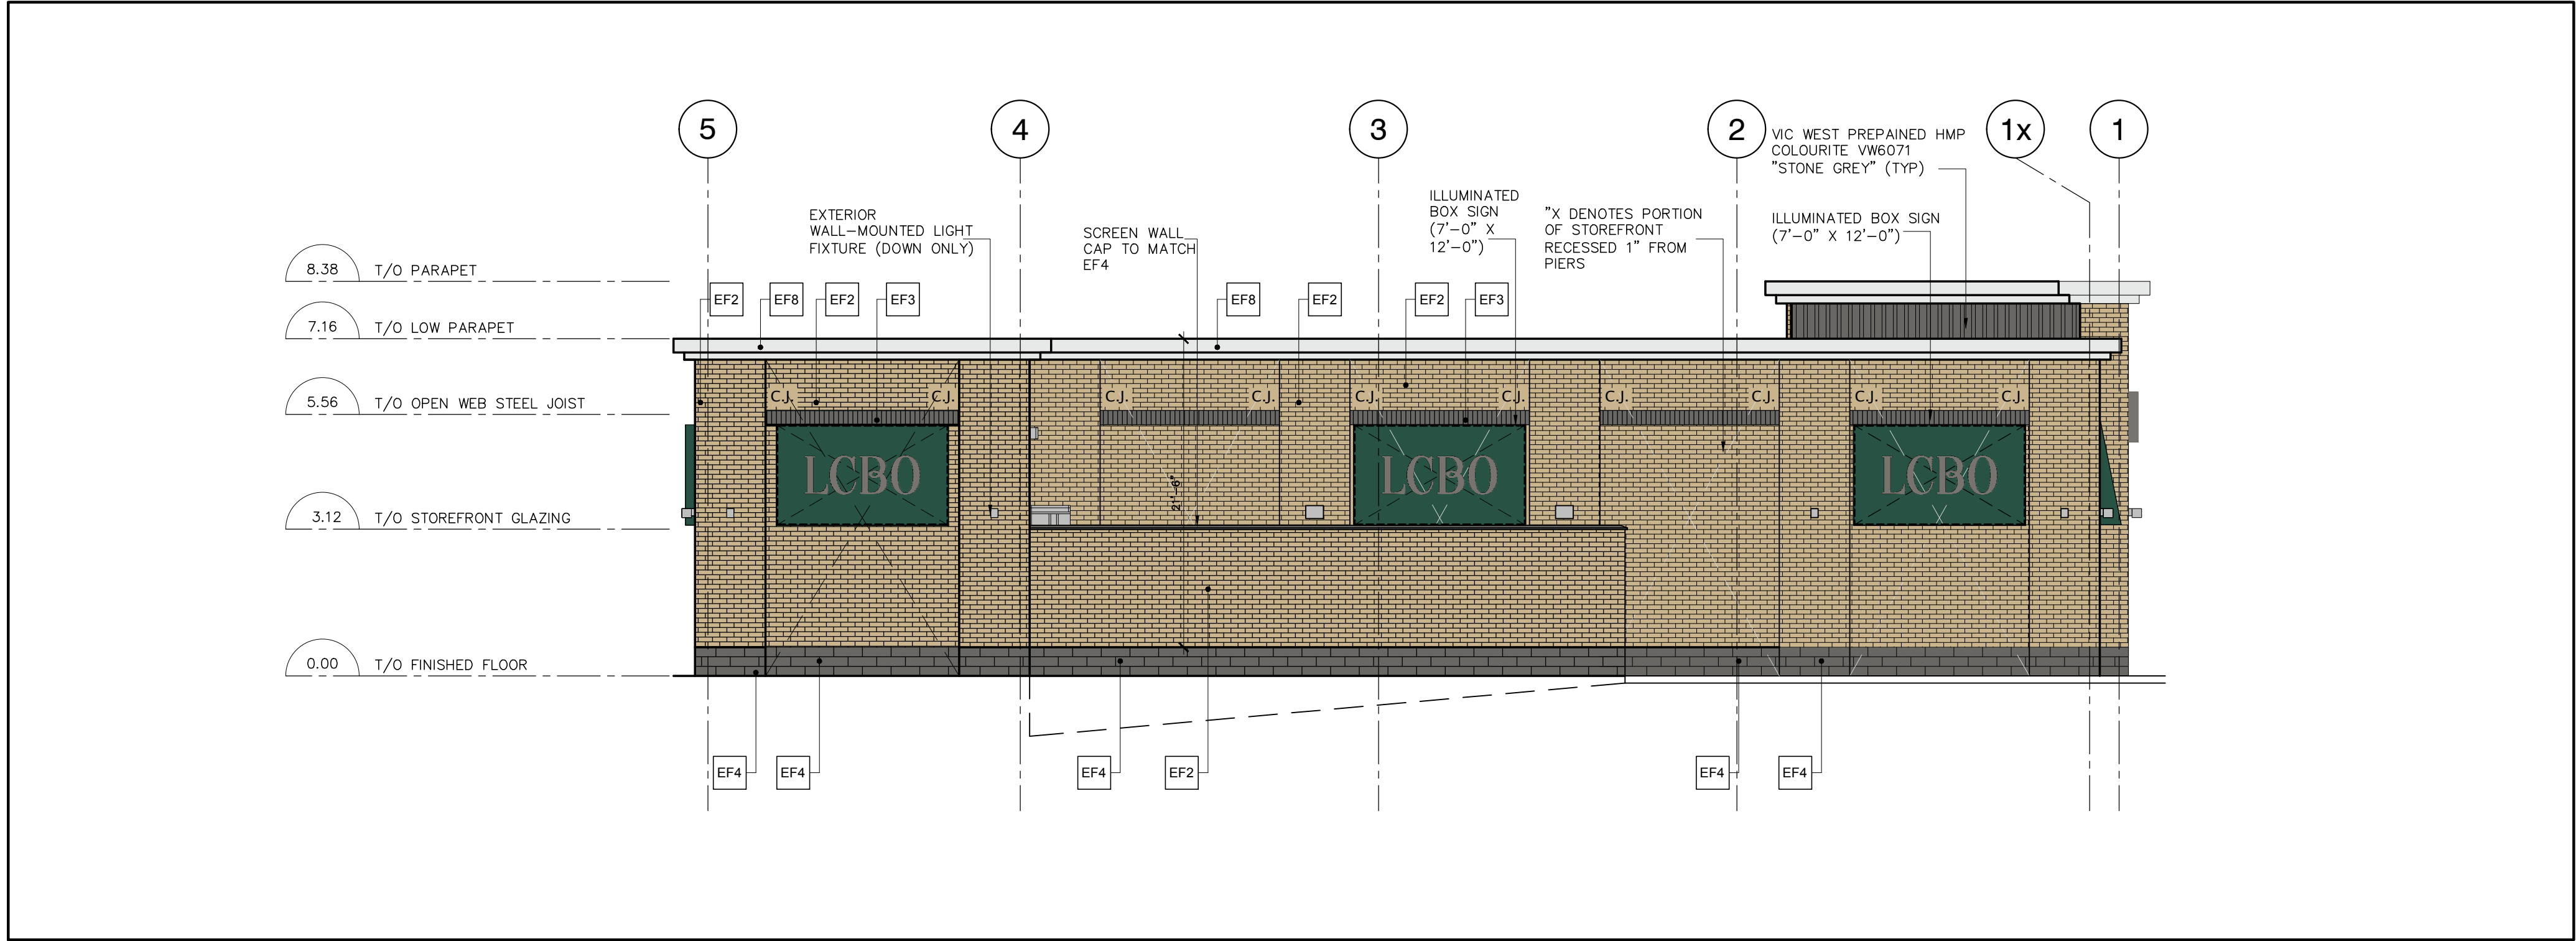 5
4
3
2
1x
1
VIC WEST PREPAINED HMP
COLOURITE VW6071
"STONE GREY" (TYP)
EXTERIOR
WALL-MOUNTED LIGHT
FIXTURE (DOWN ONLY)
SCREEN WALL
CAP TO MATCH
EF4
ILLUMINATED
BOX SIGN
(7'-0" X
12'-0")
"X DENOTES PORTION
OF STOREFRONT
RECESSED 1" FROM
PIERS
ILLUMINATED BOX SIGN
(7'-0" X 12'-0")
8.38 T/O PARAPET
7.16 T/O LOW PARAPET
5.56 T/O OPEN WEB STEEL JOIST
3.12 T/O STOREFRONT GLAZING
0.00 T/O FINISHED FLOOR
EF2
EF8
EF2
EF3
EF8
EF2
EF2
EF3
C.J.
C.J.
C.J.
C.J.
C.J.
C.J.
C.J.
C.J.
C.J.
C.J.
LCBO
LCBO
LCBO
21'-6"
EF4
EF4
EF4
EF2
EF4
EF4